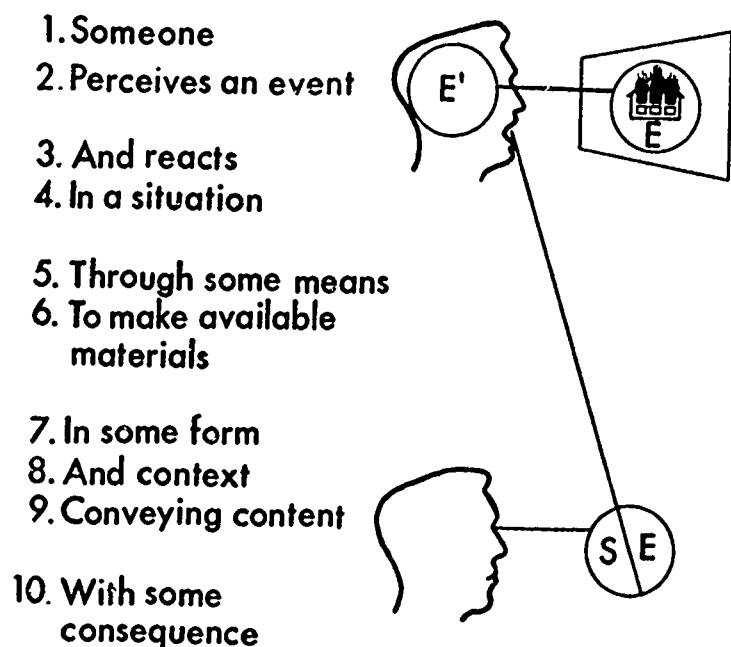 1. Someone
2. Perceives an event
3. And reacts
4. In a situation
5. Through some means
6. To make available
materials
7. In some form
8. And context
9. Conveying content
10. With some
consequence
E'
E
S E